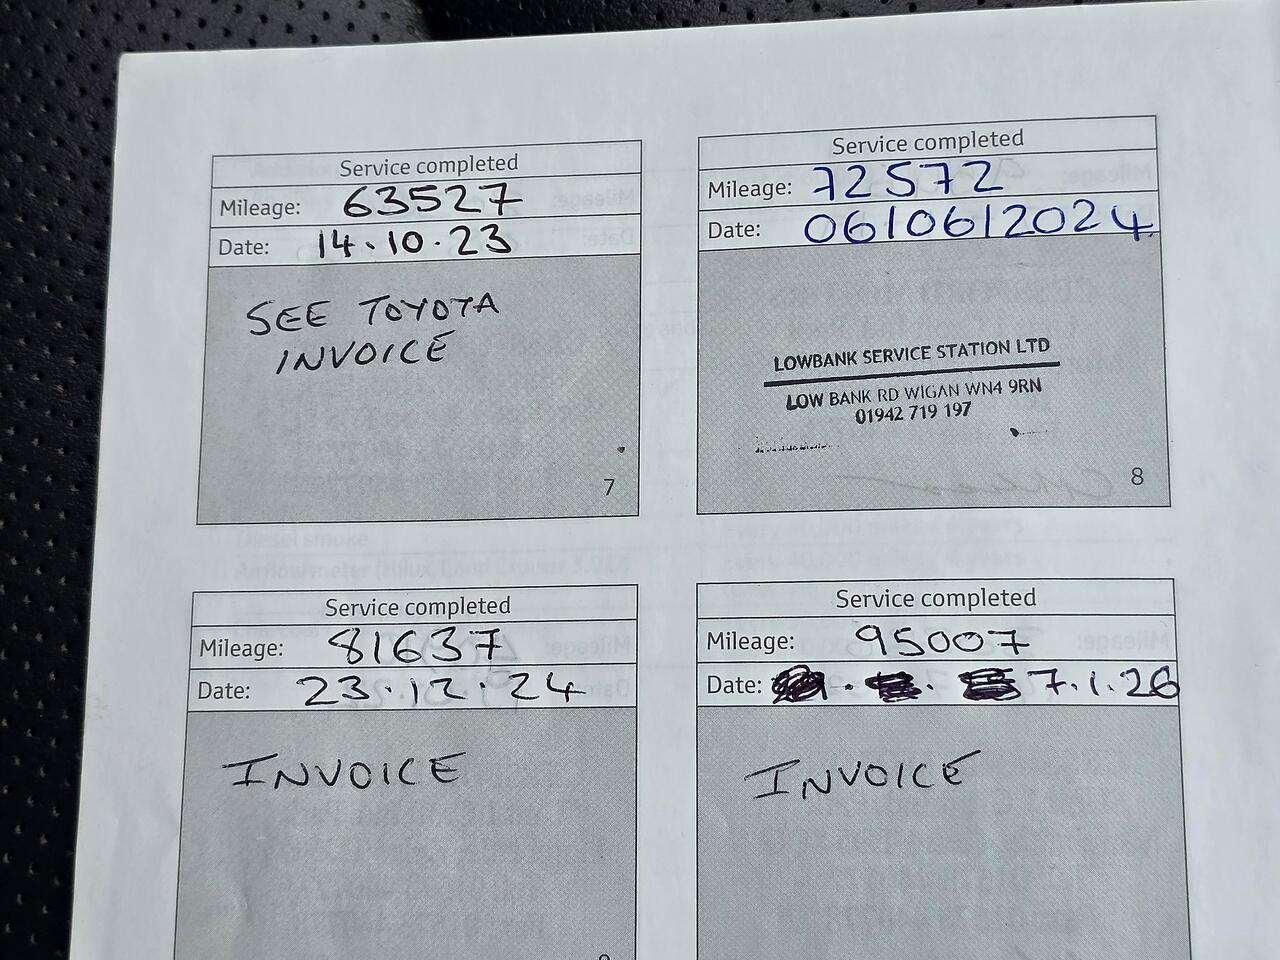 Service completed
Mileage: 63527
Date: 14.10.23
SEE TOYOTA
INVOICE
7
Service completed
Mileage: 72572
Date: 06/06/2024
LOWBANK SERVICE STATION LTD
LOW BANK RD WIGAN WN4 9RN
01942 719 197
8
Service completed
Mileage: 81637
Date: 23.12.24
INVOICE
Service completed
Mileage: 95007
Date: 7.1.26
INVOICE